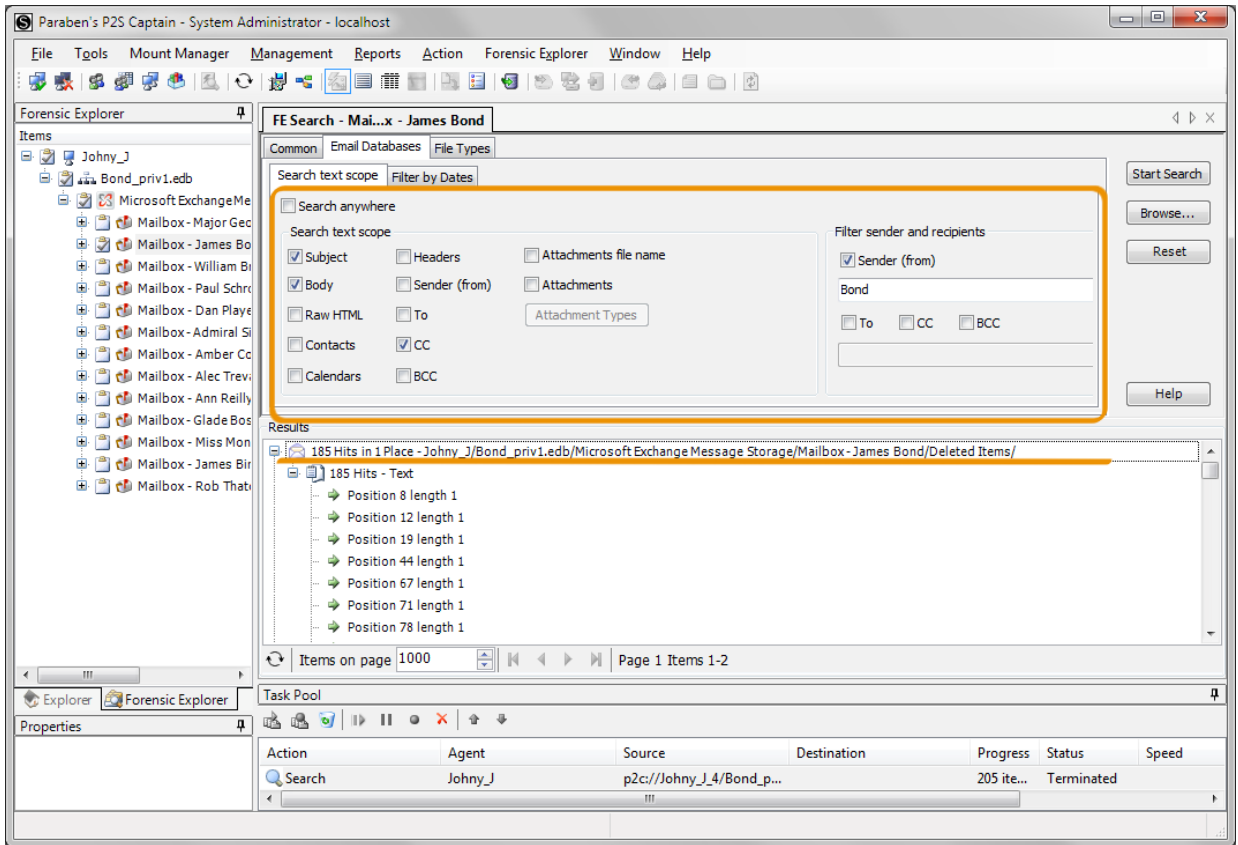 Paraben's P2S Captain - System Administrator - localhost
File Tools Mount Manager Management Reports Action Forensic Explorer Window Help
Forensic Explorer
Items
Johny_J
Bond_priv1.edb
Microsoft Exchange Me
Mailbox - Major Geo
Mailbox - James Bo
Mailbox - William Br
Mailbox - Paul Schro
Mailbox - Dan Playe
Mailbox - Admiral Si
Mailbox - Amber Co
Mailbox - Alec Trev
Mailbox - Ann Reilly
Mailbox - Glade Bos
Mailbox - Miss Mon
Mailbox - James Bir
Mailbox - Rob That
Explorer Forensic Explorer
Properties
FE Search - Mai...x - James Bond
Common Email Databases File Types
Search text scope Filter by Dates
Search anywhere
Search text scope
Subject Headers Attachments file name
Body Sender (from) Attachments
Raw HTML To Attachment Types
Contacts CC
Calendars BCC
Filter sender and recipients
Sender (from)
Bond
To CC BCC
Start Search
Browse...
Reset
Help
Results
185 Hits in 1 Place - Johny_J/Bond_priv1.edb/Microsoft Exchange Message Storage/Mailbox - James Bond/Deleted Items/
185 Hits - Text
Position 8 length 1
Position 12 length 1
Position 19 length 1
Position 44 length 1
Position 67 length 1
Position 71 length 1
Position 78 length 1
Items on page 1000 Page 1 Items 1-2
Task Pool
Action Agent Source Destination Progress Status Speed
Search Johny_J p2c://Johny_J_4/Bond_p... 205 ite... Terminated